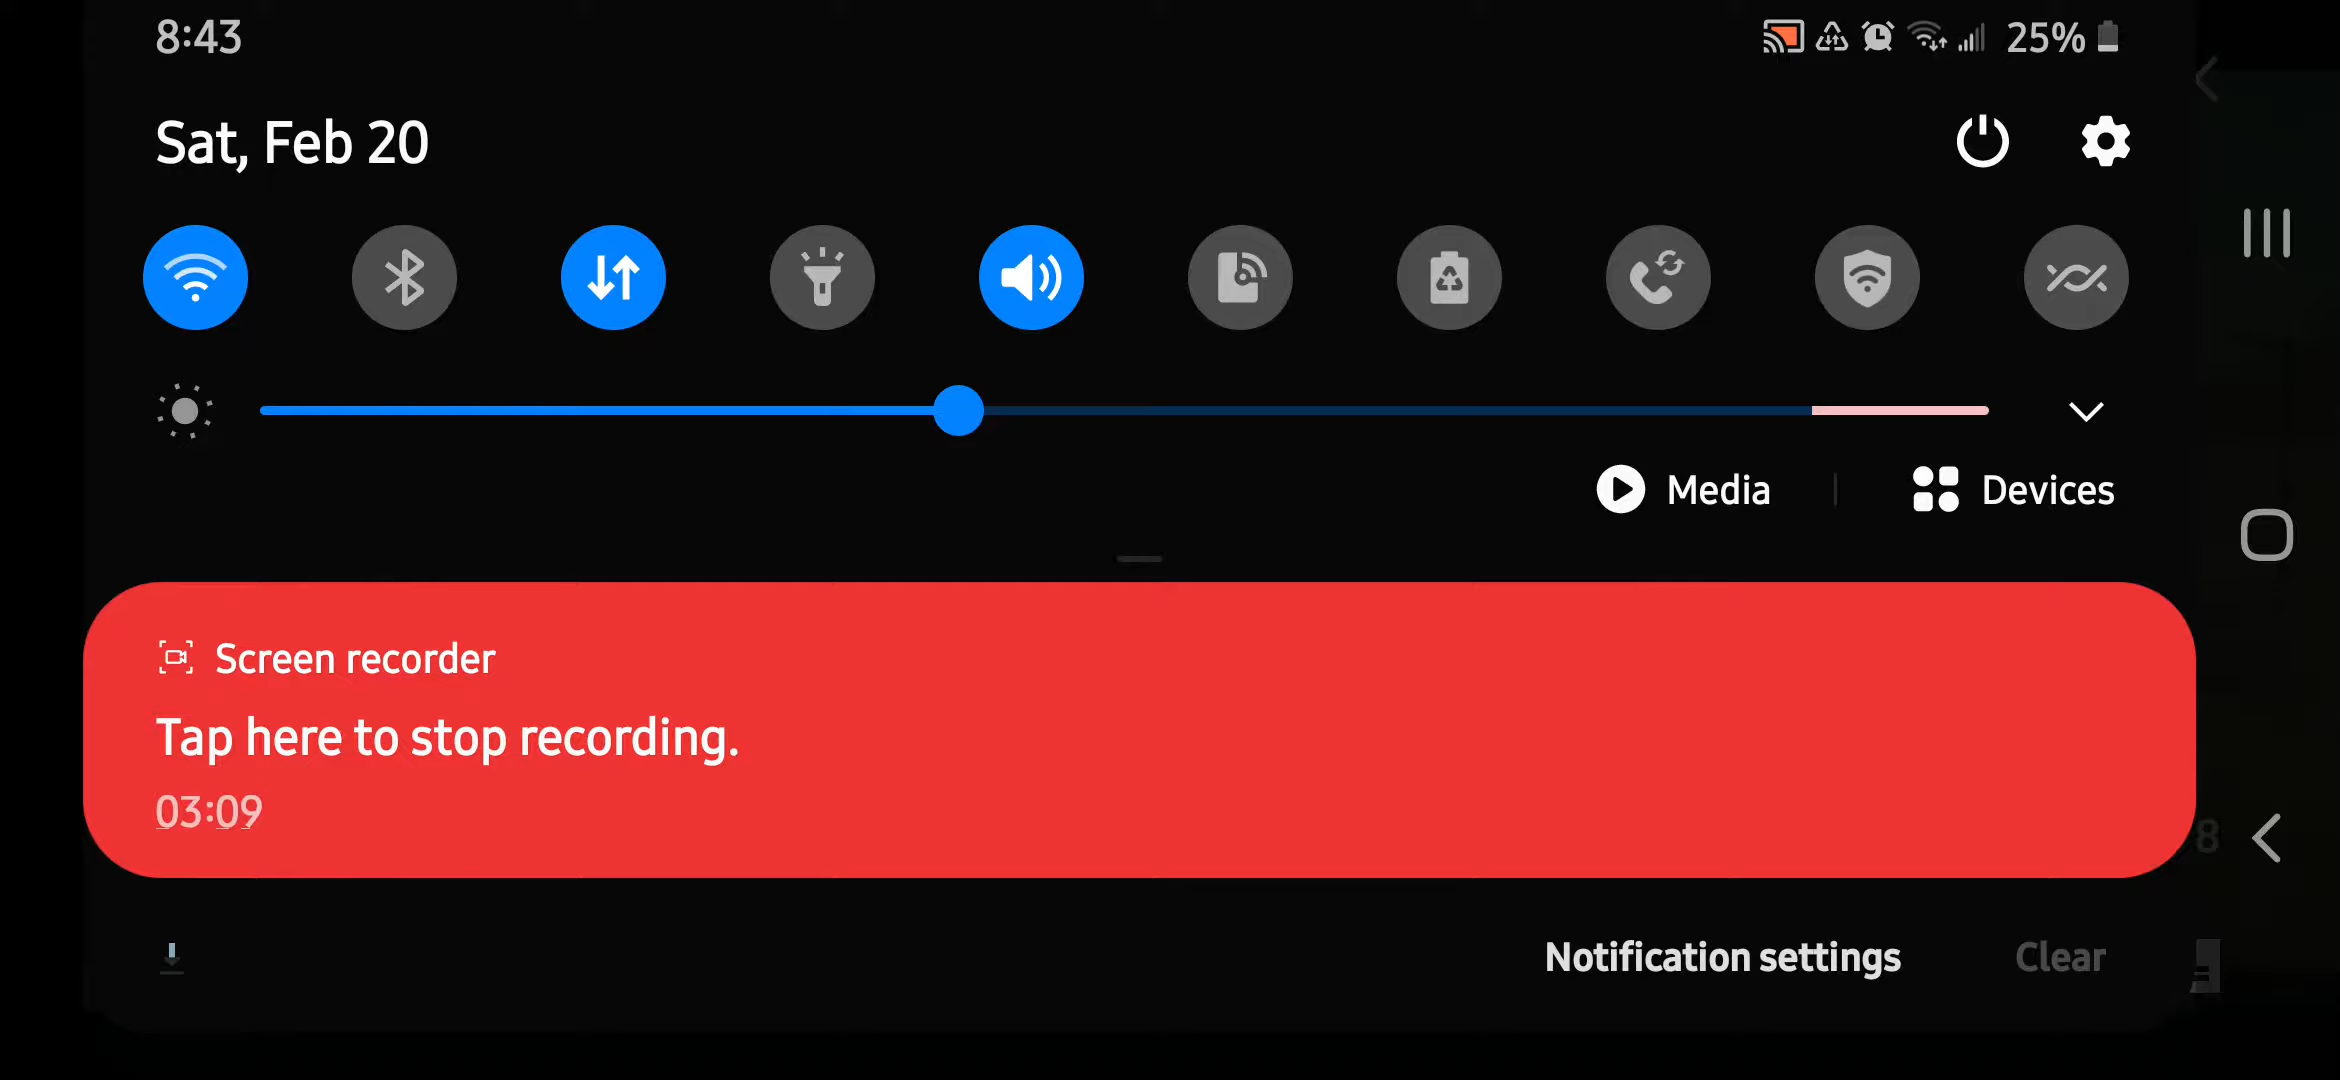 8:43
25%
Sat, Feb 20
Media
Devices
Screen recorder
Tap here to stop recording.
03:09
8
Notification settings
Clear